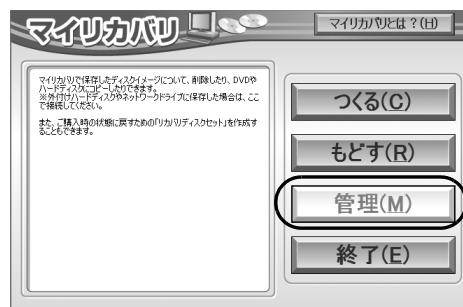 マイリカバリ
マイリカバリとは?(H)
マイリカバリで保存したディスクイメージについて、削除したり、DVDや
ハードディスクにコピーしたりできます。
※外付けハードディスクやネットワークドライブに保存した場合は、ここ
で接続してください。
また、ご購入時の状態に戻すための「リカバリディスクセット」を作成す
ることもできます。
つくる(C)
もどす(R)
管理(M)
終了(E)